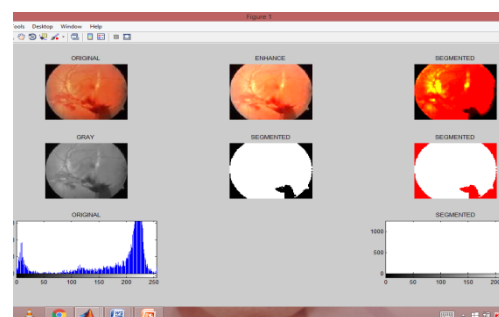 Figure 1
ools Desktop Window Help
ORIGINAL ENHANCE SEGMENTED
GRAY SEGMENTED
ORIGINAL SEGMENTED
1000
500
0
0 50 100 150 200 250
0 50 100 150 200